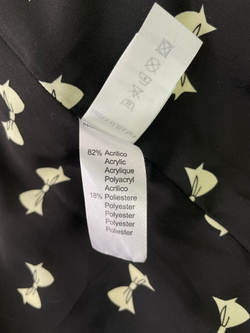 82% Acrilico
Acrylic
Acrylique
Polyacryl
Acrilico
18% Poliestere
Polyester
Polyester
Polyester
Poliester